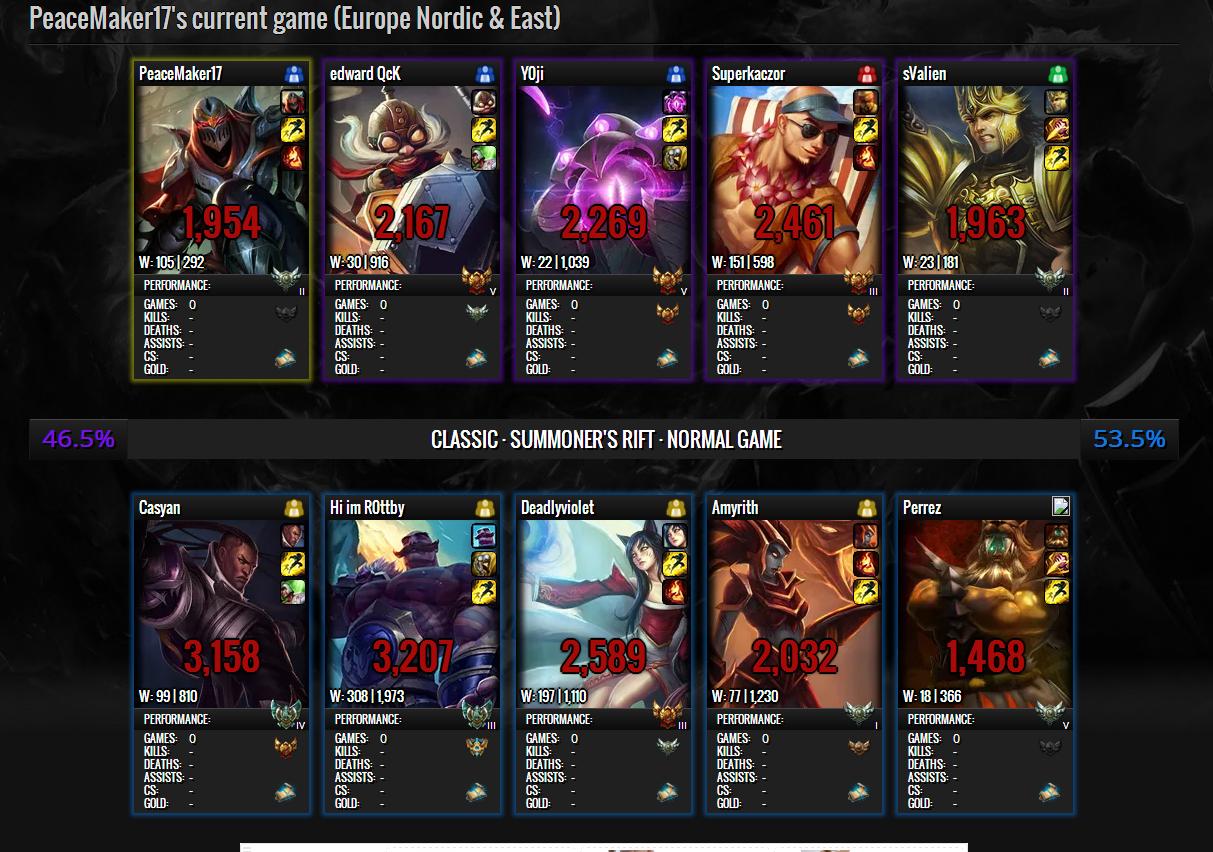 PeaceMaker17's current game (Europe Nordic & East)
PeaceMaker17 edward QcK Y0ji Superkaczor sValien
1,954 2,167 2,269 2,461 1,963
W: 105 | 292 W: 30 | 916 W: 22 | 1,039 W: 151 | 598 W: 23 | 181
PERFORMANCE: II PERFORMANCE: V PERFORMANCE: V PERFORMANCE: III PERFORMANCE: II
GAMES: 0 GAMES: 0 GAMES: 0 GAMES: 0 GAMES: 0
KILLS: - KILLS: - KILLS: - KILLS: - KILLS: -
DEATHS: - DEATHS: - DEATHS: - DEATHS: - DEATHS: -
ASSISTS: - ASSISTS: - ASSISTS: - ASSISTS: - ASSISTS: -
CS: - CS: - CS: - CS: - CS: -
GOLD: - GOLD: - GOLD: - GOLD: - GOLD: -
46.5% CLASSIC · SUMMONER'S RIFT · NORMAL GAME 53.5%
Casyan Hi im R0ttby Deadlyviolet Amyrith Perrez
3,158 3,207 2,589 2,032 1,468
W: 99 | 810 W: 308 | 1,973 W: 197 | 1,110 W: 77 | 1,230 W: 18 | 366
PERFORMANCE: IV PERFORMANCE: III PERFORMANCE: III PERFORMANCE: I PERFORMANCE: V
GAMES: 0 GAMES: 0 GAMES: 0 GAMES: 0 GAMES: 0
KILLS: - KILLS: - KILLS: - KILLS: - KILLS: -
DEATHS: - DEATHS: - DEATHS: - DEATHS: - DEATHS: -
ASSISTS: - ASSISTS: - ASSISTS: - ASSISTS: - ASSISTS: -
CS: - CS: - CS: - CS: - CS: -
GOLD: - GOLD: - GOLD: - GOLD: - GOLD: -